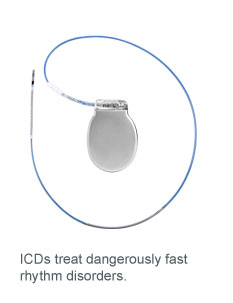 ICDs treat dangerously fast
rhythm disorders.